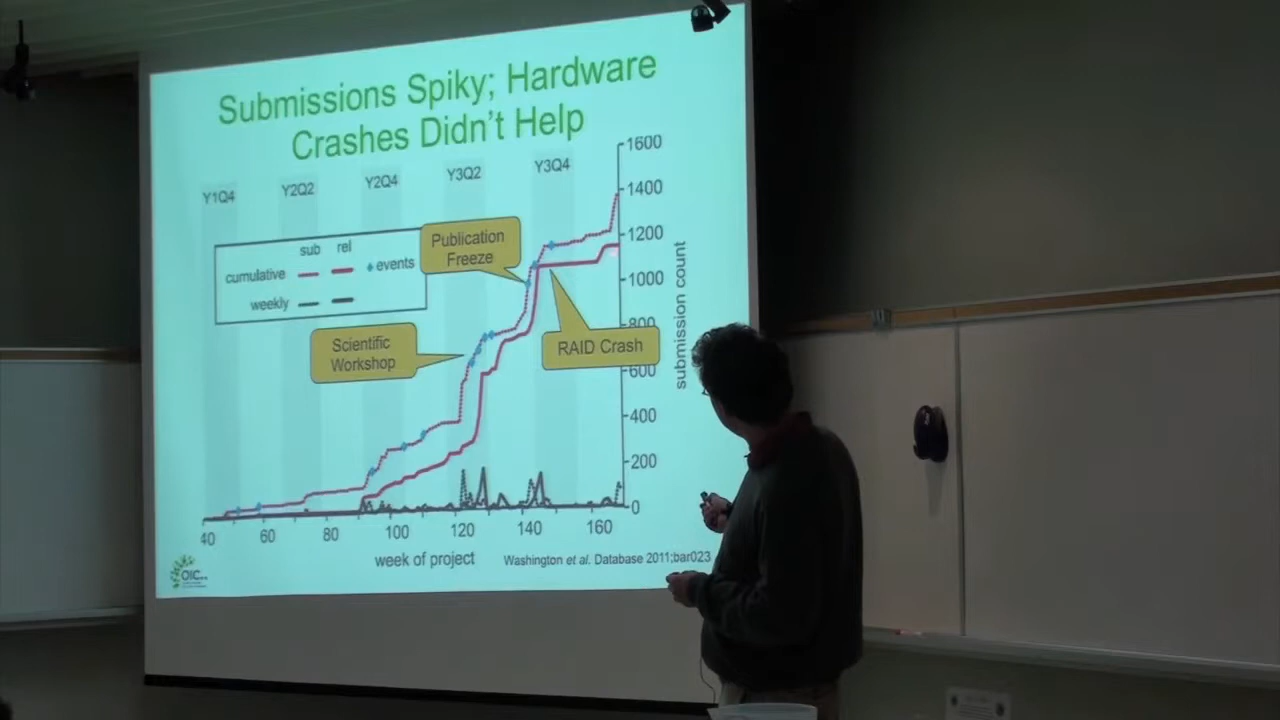 Submissions Spiky; Hardware
Crashes Didn't Help
Y1Q4 Y2Q2 Y2Q4 Y3Q2 Y3Q4
sub rel
cumulative
events
weekly
Publication
Freeze
Scientific
Workshop
RAID Crash
1600
1400
1200
1000
800
600
400
200
0
submission count
40 60 80 100 120 140 160
week of project
Washington et al. Database 2011;bar023
OIC